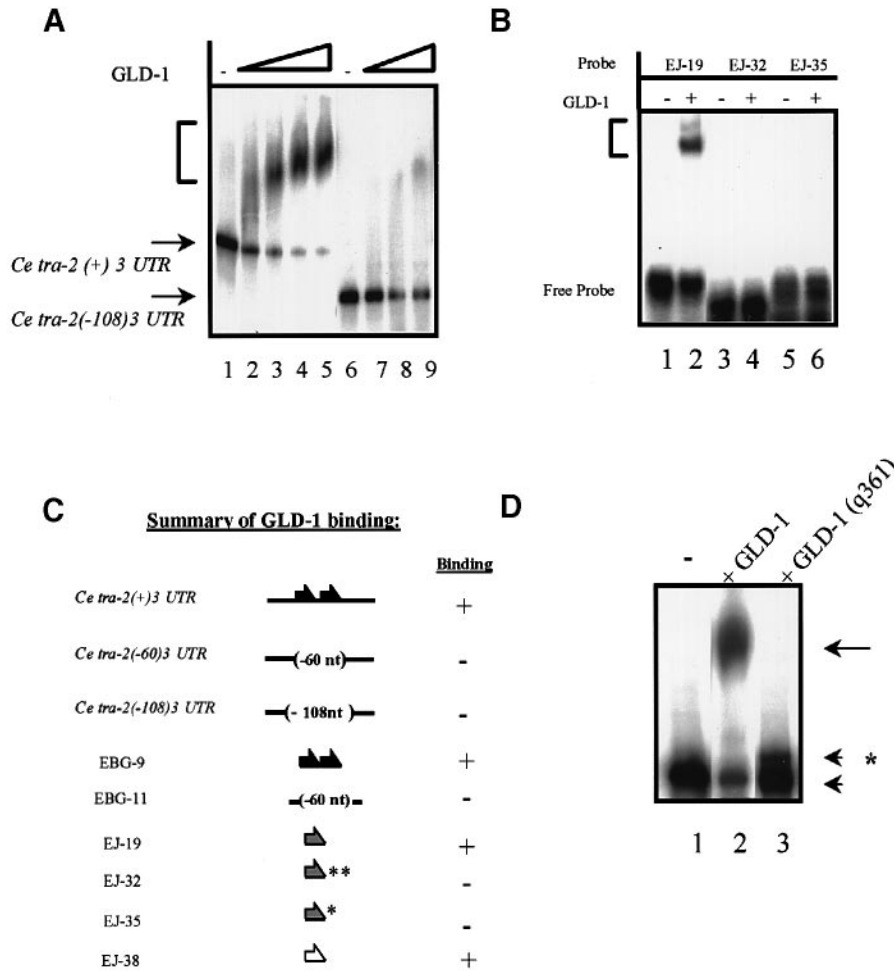 A
GLD-1
- -
Ce tra-2 (+) 3 UTR
Ce tra-2(-108)3 UTR
1 2 3 4 5 6 7 8 9
B
Probe EJ-19 EJ-32 EJ-35
GLD-1 - + - + - +
Free Probe
1 2 3 4 5 6
C
Summary of GLD-1 binding:
Binding
Ce tra-2(+)3 UTR +
Ce tra-2(-60)3 UTR (-60 nt) -
Ce tra-2(-108)3 UTR (- 108nt ) -
EBG-9 +
EBG-11 (-60 nt) -
EJ-19 +
EJ-32 ** -
EJ-35 * -
EJ-38 +
D
- + GLD-1 + GLD-1 (q361)
*
1 2 3